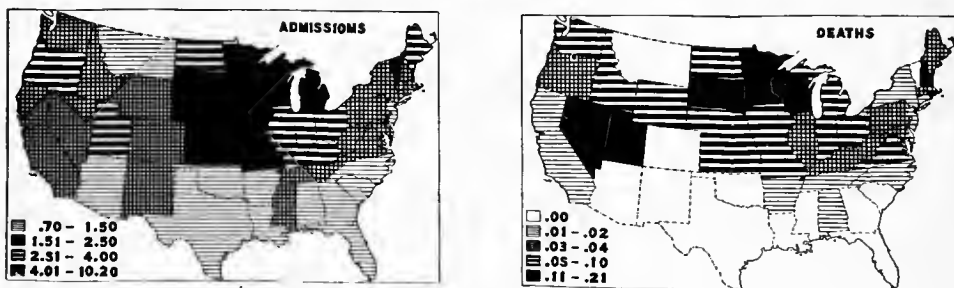 ADMISSIONS
.70 - 1.50
1.51 - 2.50
2.51 - 4.00
4.01 - 10.20
DEATHS
.00
.01 - .02
.03 - .04
.05 - .10
.11 - .21